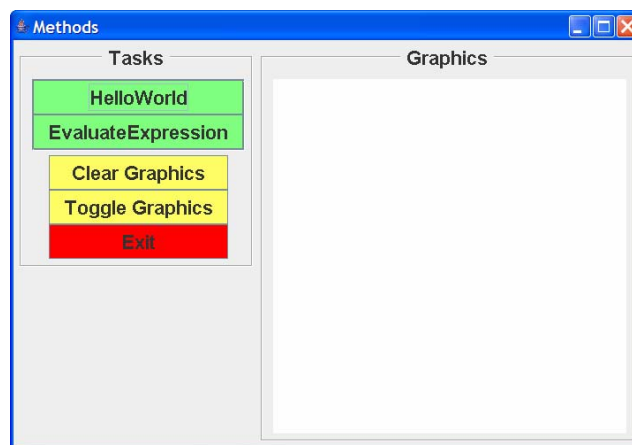 Methods
Tasks
HelloWorld
EvaluateExpression
Clear Graphics
Toggle Graphics
Exit
Graphics